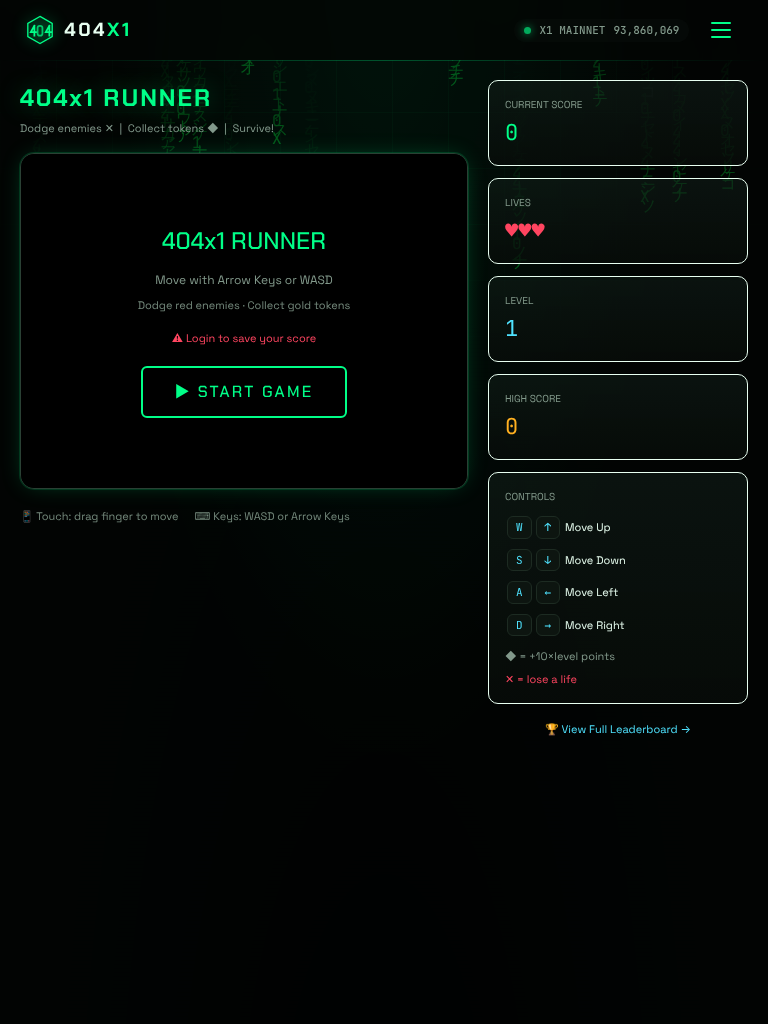 404
404X1
X1 MAINNET 93,860,069
404x1 RUNNER
Dodge enemies ✕ | Collect tokens ◆ | Survive!
404x1 RUNNER
Move with Arrow Keys or WASD
Dodge red enemies · Collect gold tokens
⚠ Login to save your score
▶ START GAME
📱 Touch: drag finger to move ⌨ Keys: WASD or Arrow Keys
CURRENT SCORE
0
LIVES
♥♥♥
LEVEL
1
HIGH SCORE
0
CONTROLS
W ↑ Move Up
S ↓ Move Down
A ← Move Left
D → Move Right
◆ = +10×level points
✕ = lose a life
🏆 View Full Leaderboard →